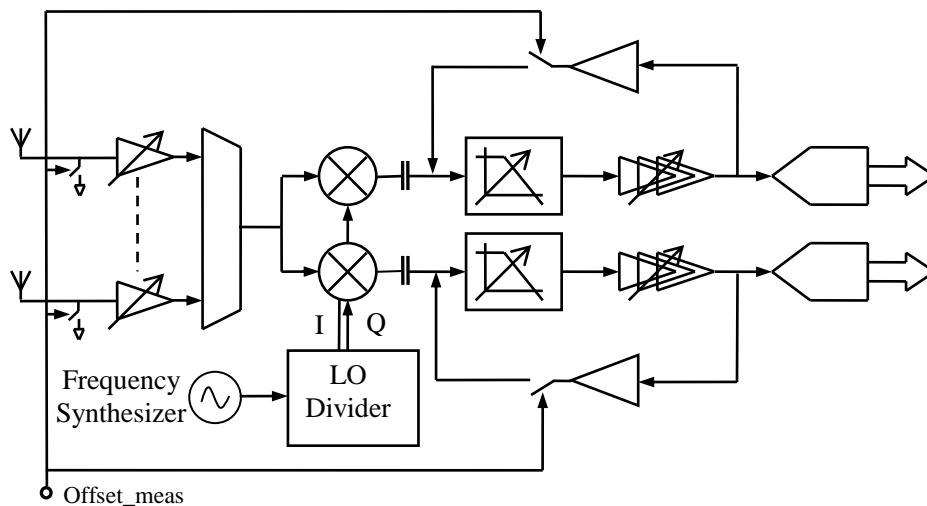 I Q
Frequency
Synthesizer
LO
Divider
Offset_meas